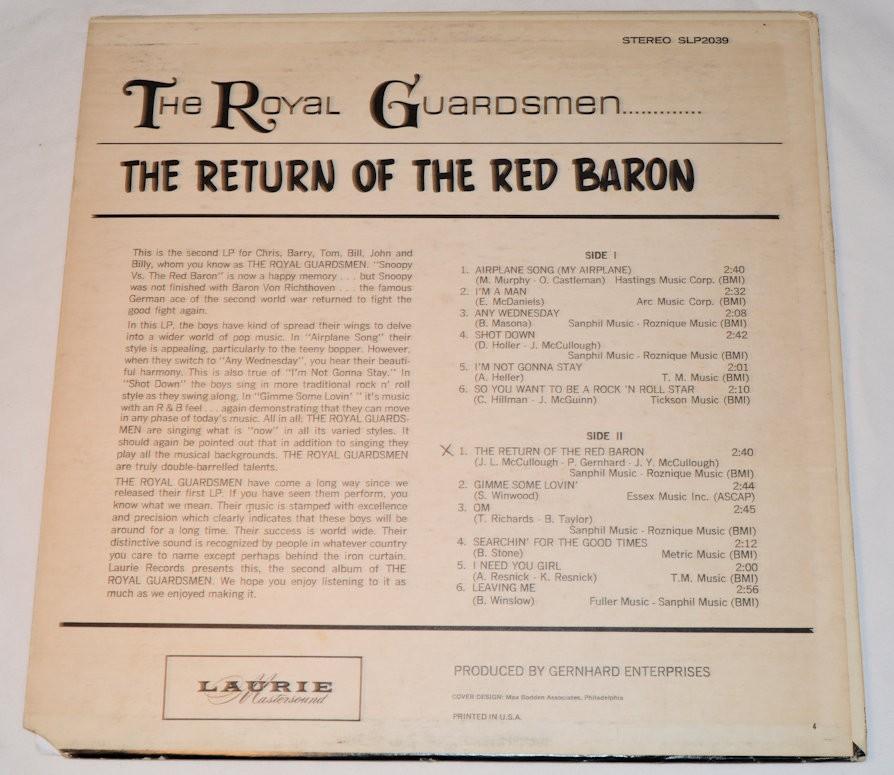 STEREO SLP2039
The Royal Guardsmen.............
THE RETURN OF THE RED BARON
This is the second LP for Chris, Barry, Tom, Bill, John and
Billy, whom you know as THE ROYAL GUARDSMEN. "Snoopy
Vs. The Red Baron" is now a happy memory . . . but Snoopy
was not finished with Baron Von Richthoven . . . the famous
German ace of the second world war returned to fight the
good fight again.
In this LP, the boys have kind of spread their wings to delve
into a wider world of pop music. In "Airplane Song" their
style is appealing, particularly to the teeny bopper. However,
when they switch to "Any Wednesday", you hear their beauti-
ful harmony. This is also true of "I'm Not Gonna Stay." In
"Shot Down" the boys sing in more traditional rock n' roll
style as they swing along. In "Gimme Some Lovin' " it's music
with an R & B feel . . . again demonstrating that they can move
in any phase of today's music. All in all: THE ROYAL GUARDS-
MEN are singing what is "now" in all its varied styles. It
should again be pointed out that in addition to singing they
play all the musical backgrounds. THE ROYAL GUARDSMEN
are truly double-barrelled talents.
THE ROYAL GUARDSMEN have come a long way since we
released their first LP. If you have seen them perform, you
know what we mean. Their music is stamped with excellence
and precision which clearly indicates that these boys will be
around for a long time. Their success is world wide. Their
distinctive sound is recognized by people in whatever country
you care to name except perhaps behind the iron curtain.
Laurie Records presents this, the second album of THE
ROYAL GUARDSMEN. We hope you enjoy listening to it as
much as we enjoyed making it.
SIDE I
1. AIRPLANE SONG (MY AIRPLANE) 2:40
(M. Murphy - O. Castleman) Hastings Music Corp. (BMI)
2. I'M A MAN 2:32
(E. McDaniels) Arc Music Corp. (BMI)
3. ANY WEDNESDAY 2:08
(B. Masona) Sanphil Music - Roznique Music (BMI)
4. SHOT DOWN 2:42
(D. Holler - J. McCullough)
Sanphil Music - Roznique Music (BMI)
5. I'M NOT GONNA STAY 2:01
(A. Heller) T. M. Music (BMI)
6. SO YOU WANT TO BE A ROCK 'N ROLL STAR 2:10
(C. Hillman - J. McGuinn) Tickson Music (BMI)
SIDE II
X 1. THE RETURN OF THE RED BARON 2:40
(J. L. McCullough - P. Gernhard - J. Y. McCullough)
Sanphil Music - Roznique Music (BMI)
2. GIMME SOME LOVIN' 2:44
(S. Winwood) Essex Music Inc. (ASCAP)
3. OM 2:45
(T. Richards - B. Taylor)
Sanphil Music - Roznique Music (BMI)
4. SEARCHIN' FOR THE GOOD TIMES 2:12
(B. Stone) Metric Music (BMI)
5. I NEED YOU GIRL 2:00
(A. Resnick - K. Resnick) T.M. Music (BMI)
6. LEAVING ME 2:56
(B. Winslow) Fuller Music - Sanphil Music (BMI)
LAURIE
Mastersound
PRODUCED BY GERNHARD ENTERPRISES
COVER DESIGN: Max Bodden Associates, Philadelphia
PRINTED IN U.S.A.
4